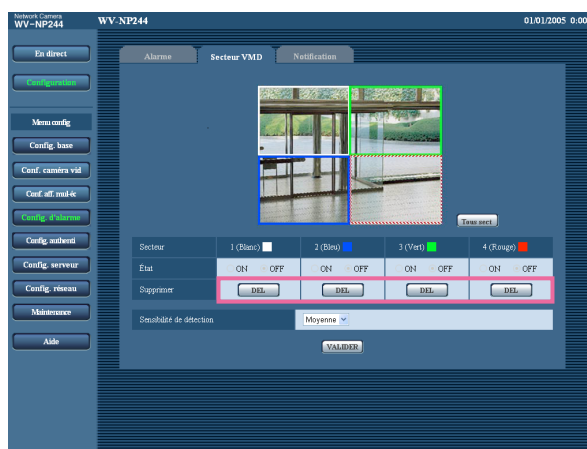 Network Camera
WV-NP244
WV-NP244 01/01/2005 0:00
En direct
Configuration
Menu config
Config. base
Conf. caméra vid
Conf. aff. mul-éc
Config. d'alarme
Config. authenti
Config. serveur
Config. réseau
Maintenance
Aide
Alarme Secteur VMD Notification
Tous sect.
Secteur 1 (Blanc) 2 (Bleu) 3 (Vert) 4 (Rouge)
État ON OFF ON OFF ON OFF ON OFF
Supprimer DEL DEL DEL DEL
Sensibilité de détection Moyenne
VALIDER